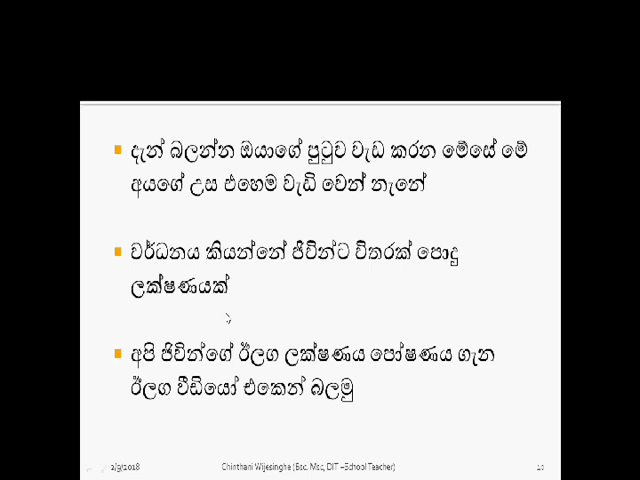 දැන් බලන්න ඔයාගේ පුටුව වැඩ කරන මේසේ මේ
අයගේ උස එහෙම වැඩි වෙන් නැනේ
වර්ධනය කියන්නේ ජීවින්ට විතරක් පොදු
ලක්ෂණයක්
අපි ජිවින්ගේ ඊලග ලක්ෂණය පෝෂණය ගැන
ඊලග වීඩියෝ එකෙන් බලමු
2/9/2018 Chinthani Wijesinghe (Bsc. Msc, DIT –School Teacher)